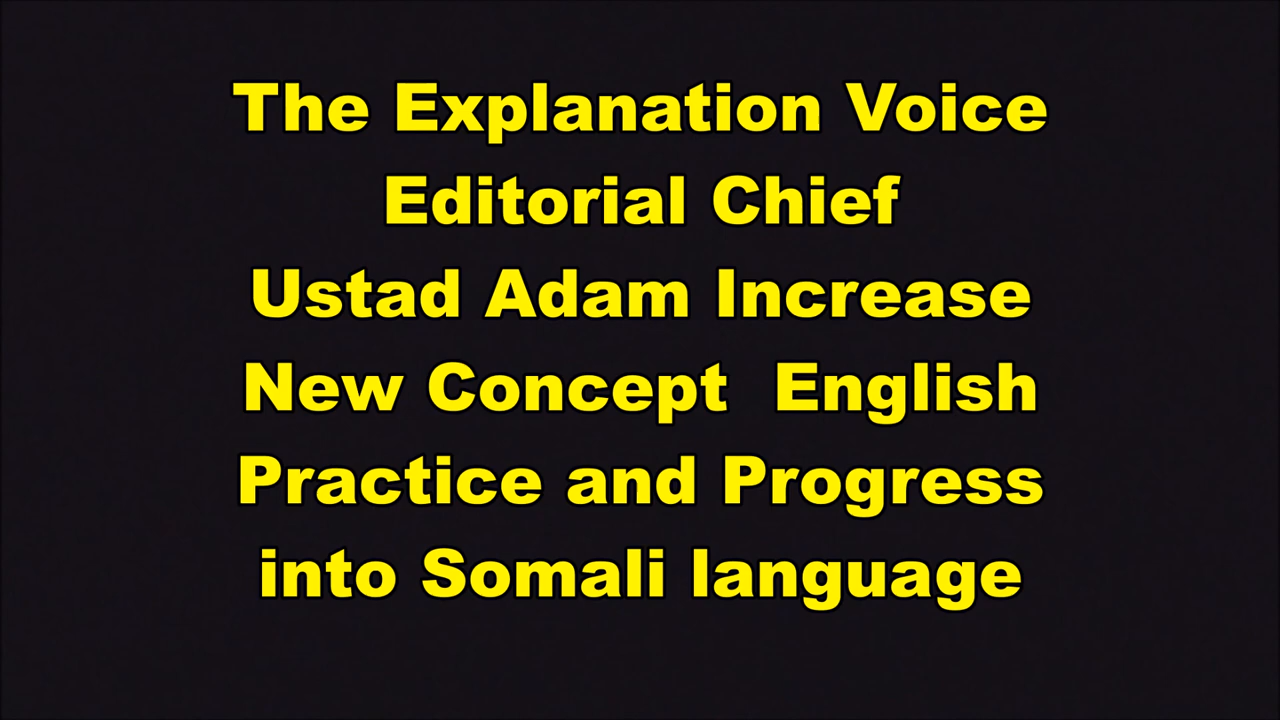 The Explanation Voice
Editorial Chief
Ustad Adam Increase
New Concept  English
Practice and Progress
into Somali language